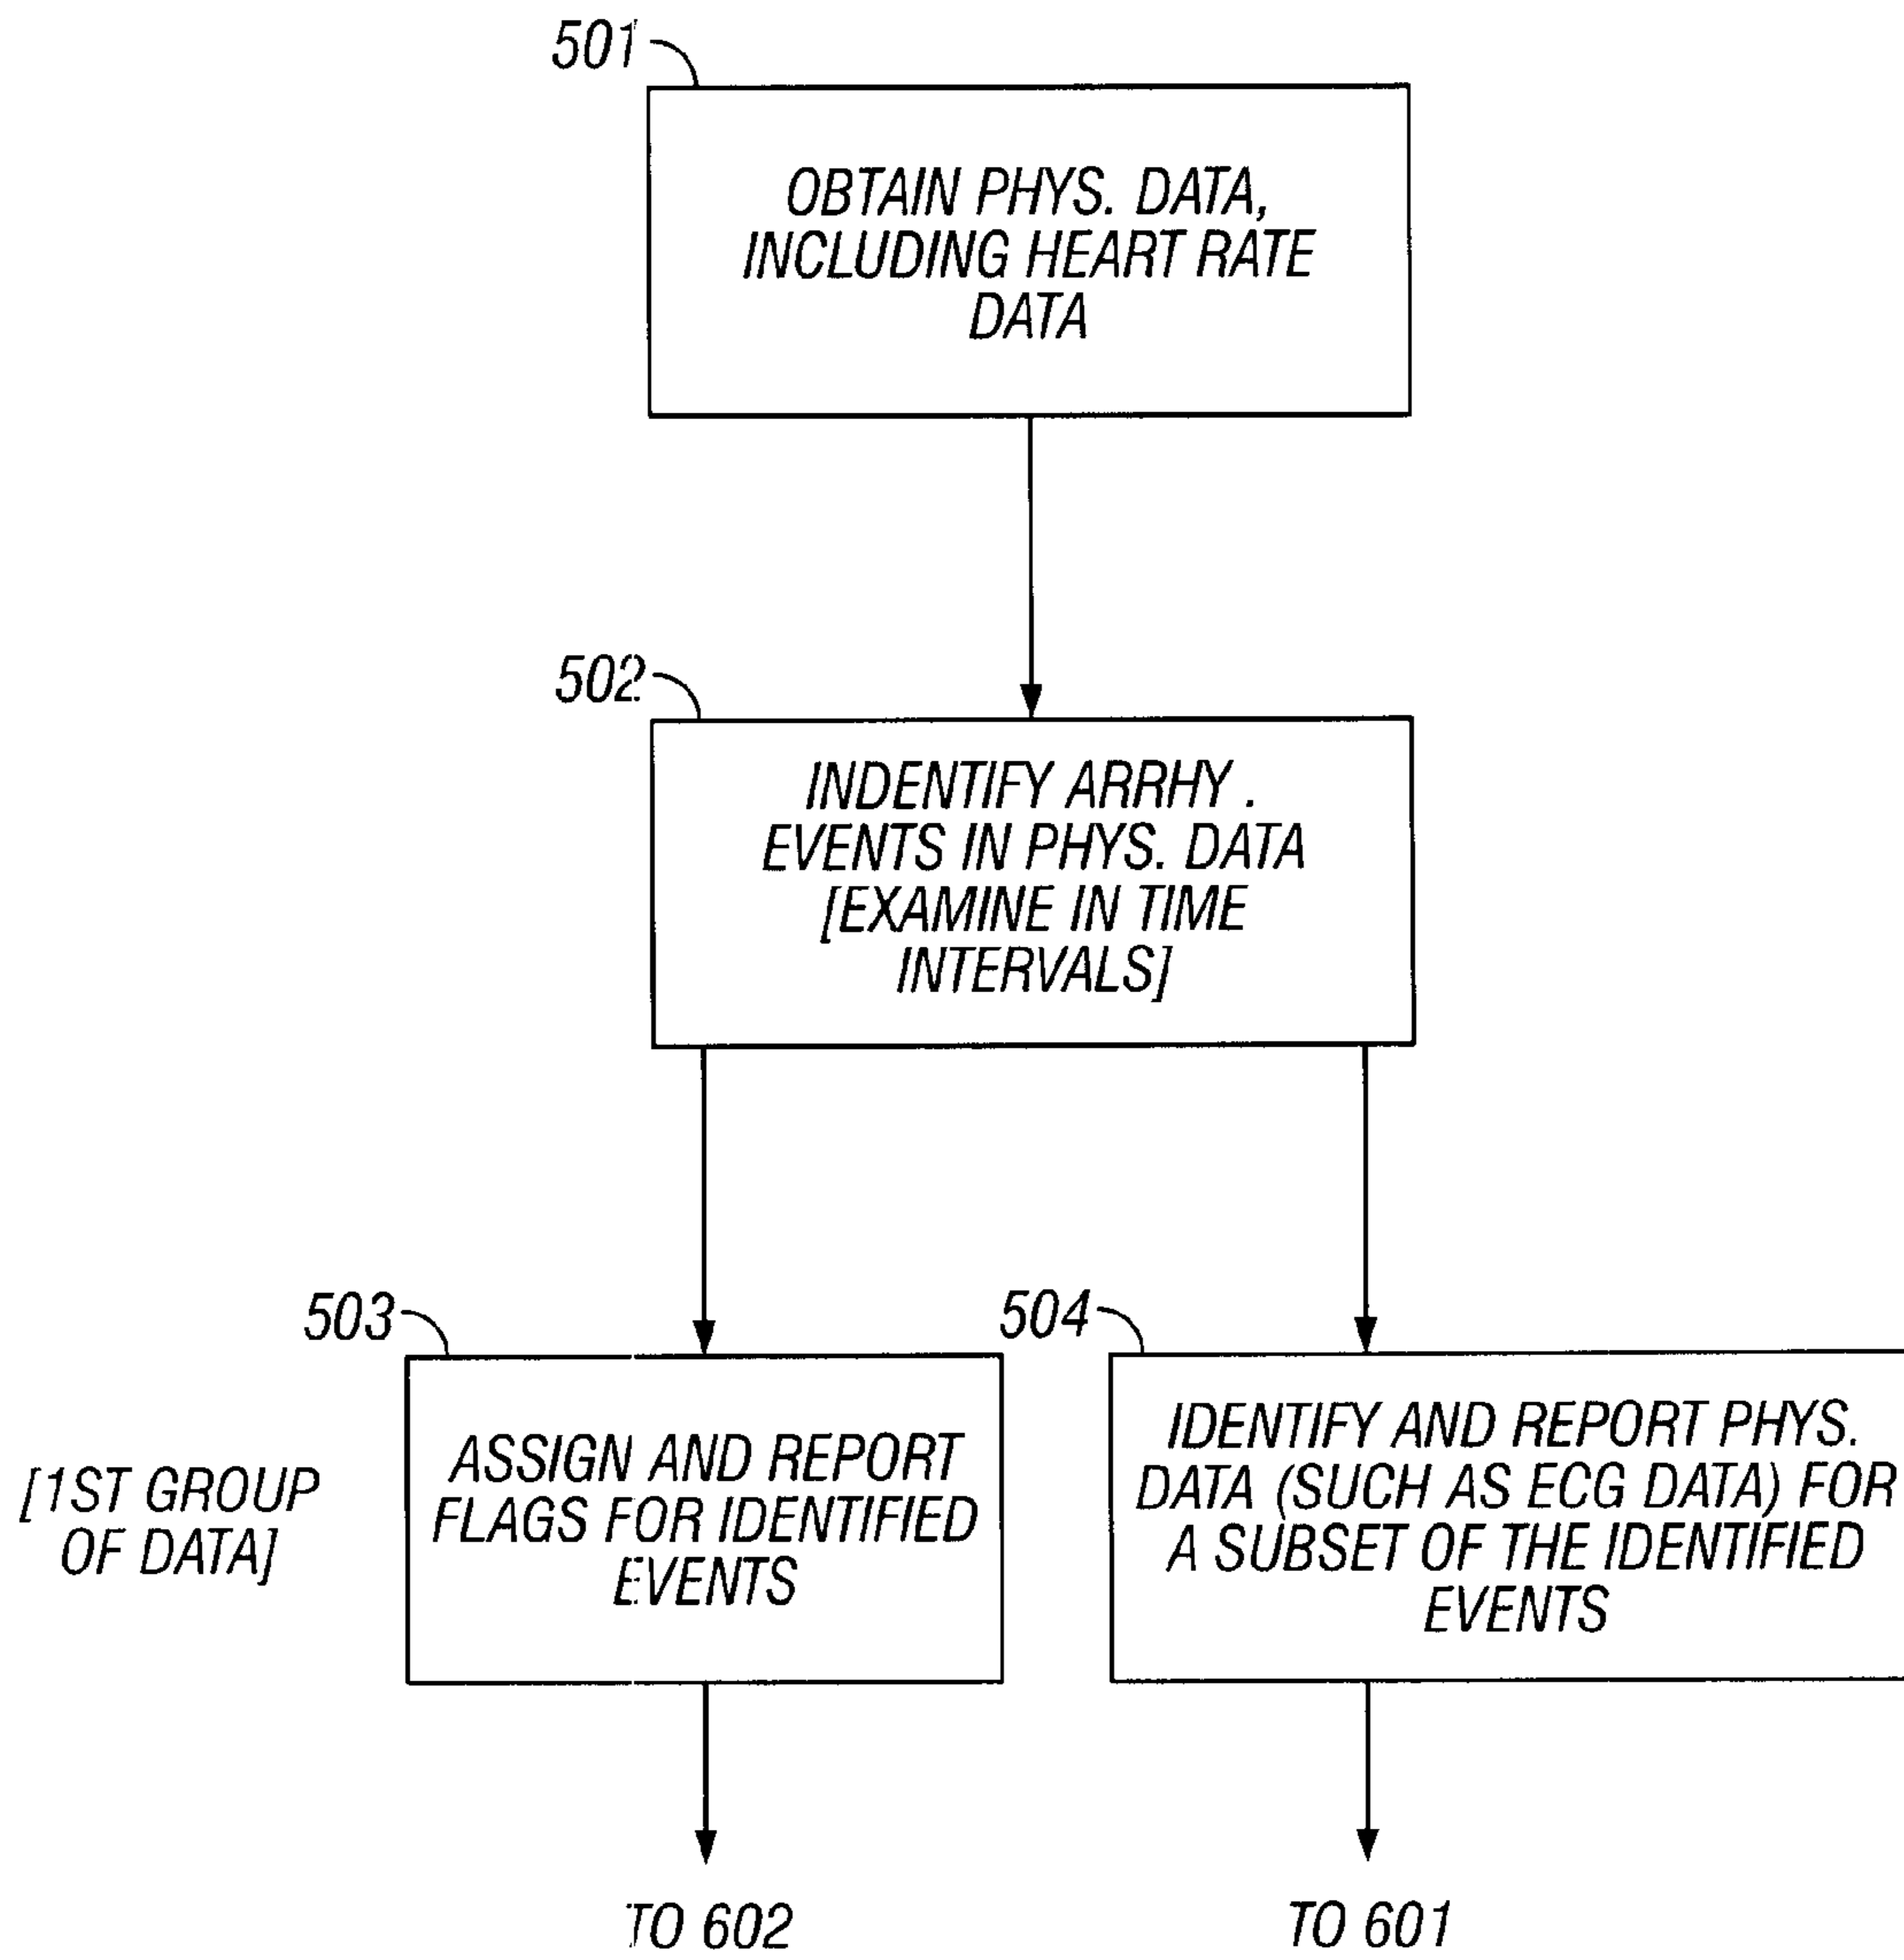 501
OBTAIN PHYS. DATA,
INCLUDING HEART RATE
DATA
502
INDENTIFY ARRHY.
EVENTS IN PHYS. DATA
[EXAMINE IN TIME
INTERVALS]
503
ASSIGN AND REPORT
FLAGS FOR IDENTIFIED
EVENTS
[1ST GROUP
OF DATA]
504
IDENTIFY AND REPORT PHYS.
DATA (SUCH AS ECG DATA) FOR
A SUBSET OF THE IDENTIFIED
EVENTS
TO 602
TO 601